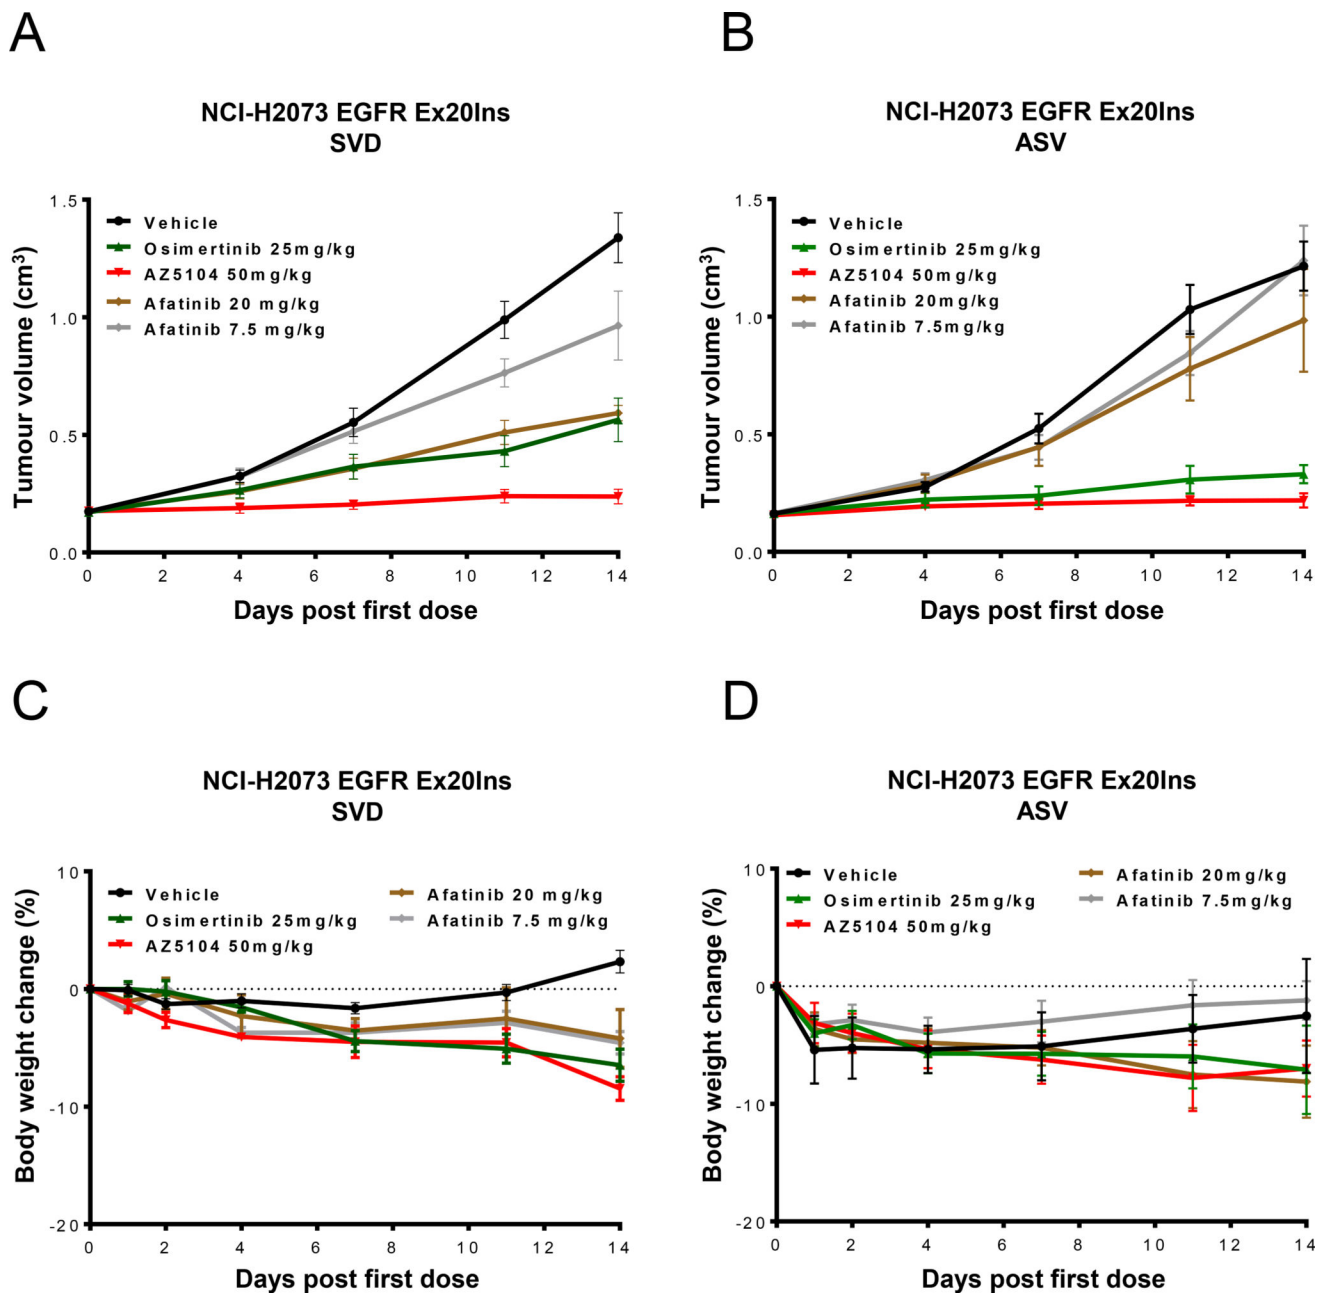 A
NCI-H2073 EGFR Ex20Ins
SVD
Tumour volume (cm³)
1.5
1.0
0.5
0.0
Vehicle
Osimertinib 25mg/kg
AZ5104 50mg/kg
Afatinib 20 mg/kg
Afatinib 7.5 mg/kg
0 2 4 6 8 10 12 14
Days post first dose
B
NCI-H2073 EGFR Ex20Ins
ASV
Tumour volume (cm³)
1.5
1.0
0.5
0.0
Vehicle
Osimertinib 25mg/kg
AZ5104 50mg/kg
Afatinib 20mg/kg
Afatinib 7.5mg/kg
0 2 4 6 8 10 12 14
Days post first dose
C
NCI-H2073 EGFR Ex20Ins
SVD
Body weight change (%)
10
0
-10
-20
Vehicle
Osimertinib 25mg/kg
AZ5104 50mg/kg
Afatinib 20 mg/kg
Afatinib 7.5 mg/kg
0 2 4 6 8 10 12 14
Days post first dose
D
NCI-H2073 EGFR Ex20Ins
ASV
Body weight change (%)
10
0
-10
-20
Vehicle
Osimertinib 25mg/kg
AZ5104 50mg/kg
Afatinib 20mg/kg
Afatinib 7.5mg/kg
0 2 4 6 8 10 12 14
Days post first dose